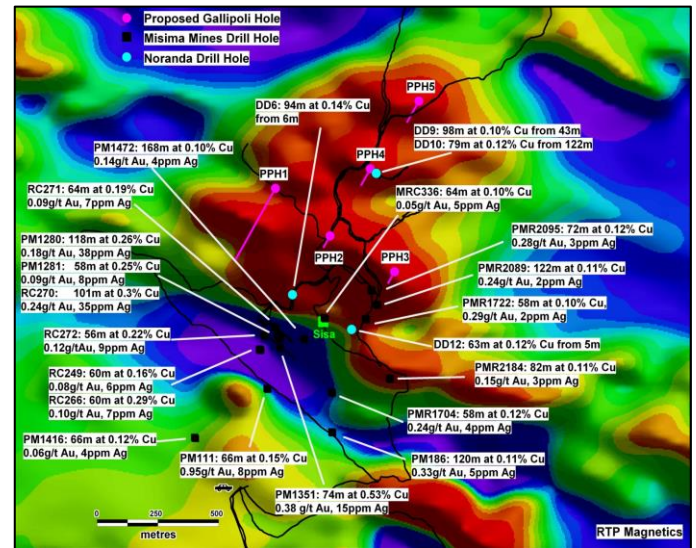 Proposed Gallipoli Hole
Misima Mines Drill Hole
Noranda Drill Hole
PPH5
DD6: 94m at 0.14% Cu
from 6m
DD9: 98m at 0.10% Cu from 43m
DD10: 79m at 0.12% Cu from 122m
PM1472: 168m at 0.10% Cu
0.14g/t Au, 4ppm Ag
PPH4
PPH1
RC271: 64m at 0.19% Cu
0.09g/t Au, 7ppm Ag
MRC336: 64m at 0.10% Cu
0.05g/t Au, 5ppm Ag
PM1280: 118m at 0.26% Cu
0.18g/t Au, 38ppm Ag
PM1281: 58m at 0.25% Cu
0.09g/t Au, 8ppm Ag
RC270: 101m at 0.3% Cu
0.24g/t Au, 35ppm Ag
PPH2
PPH3
PMR2095: 72m at 0.12% Cu
0.28g/t Au, 3ppm Ag
PMR2089: 122m at 0.11% Cu
0.24g/t Au, 2ppm Ag
PMR1722: 58m at 0.10% Cu,
0.29g/t Au, 2ppm Ag
Sisa
RC272: 56m at 0.22% Cu
0.12g/tAu, 9ppm Ag
DD12: 63m at 0.12% Cu from 5m
RC249: 60m at 0.16% Cu
0.08g/t Au, 6ppm Ag
RC266: 60m at 0.29% Cu
0.10g/t Au, 7ppm Ag
PMR2184: 82m at 0.11% Cu
0.15g/t Au, 3ppm Ag
PMR1704: 58m at 0.12% Cu
0.24g/t Au, 4ppm Ag
PM1416: 66m at 0.12% Cu
0.06g/t Au, 4ppm Ag
PM111: 66m at 0.15% Cu
0.95g/t Au, 8ppm Ag
PM186: 120m at 0.11% Cu
0.33g/t Au, 5ppm Ag
PM1351: 74m at 0.53% Cu
0.38 g/t Au, 15ppm Ag
0 250 500
metres
RTP Magnetics